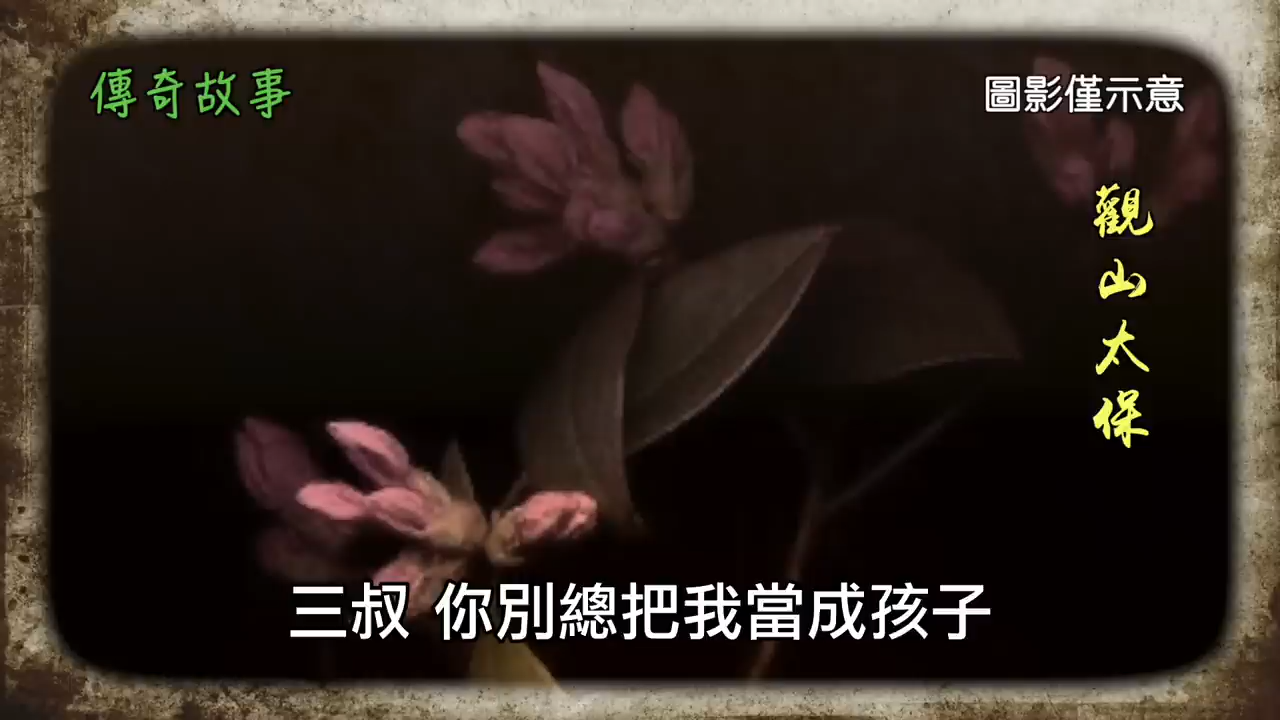 傳奇故事
圖影僅示意
觀山太保
三叔 你別總把我當成孩子